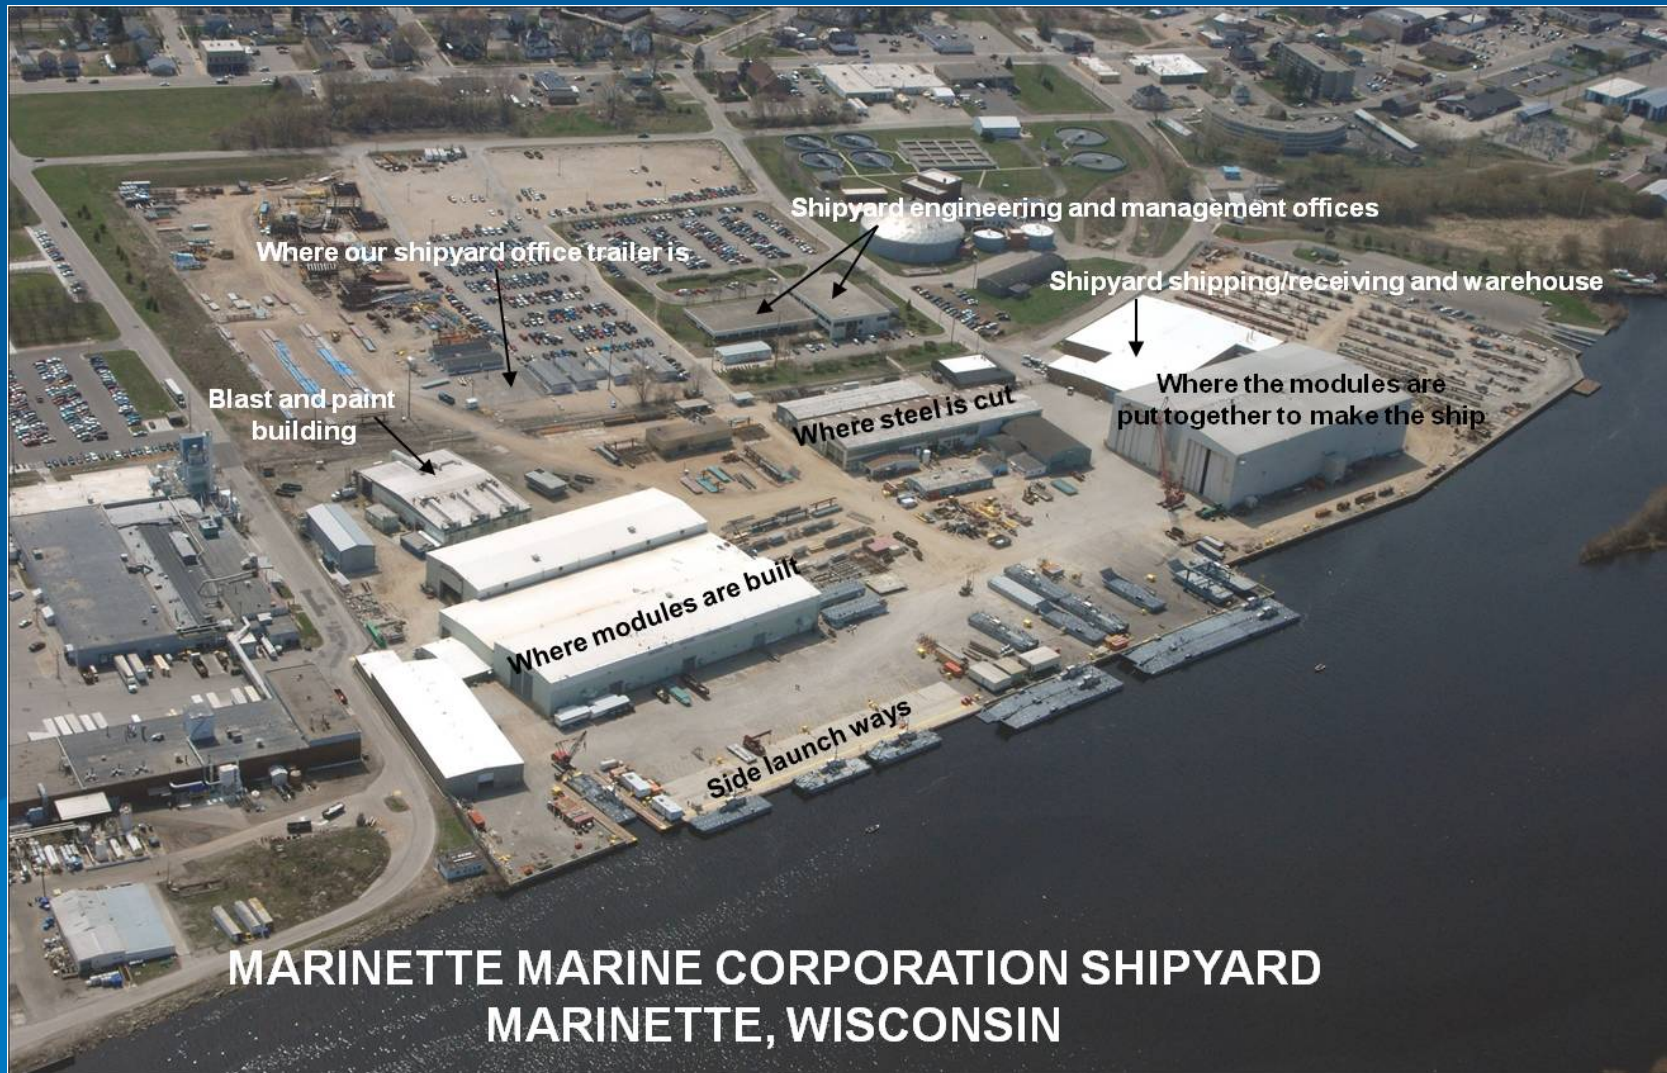 Shipyard engineering and management offices
Where our shipyard office trailer is
Shipyard shipping/receiving and warehouse
Where the modules are
put together to make the ship
Blast and paint
building
Where steel is cut
Where modules are built
Side launch ways
MARINETTE MARINE CORPORATION SHIPYARD
MARINETTE, WISCONSIN